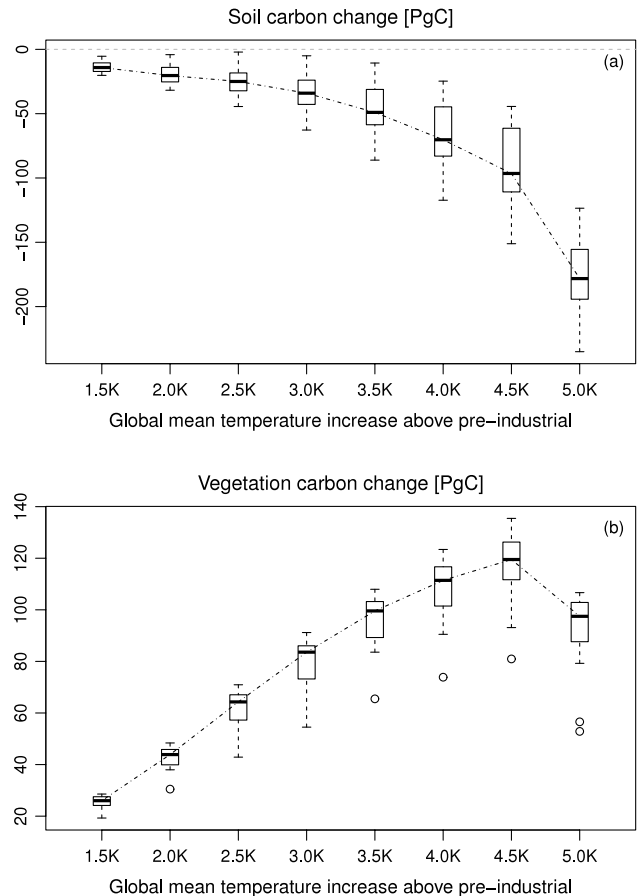 Soil carbon change [PgC]
(a)
0
−50
−100
−150
−200
1.5K 2.0K 2.5K 3.0K 3.5K 4.0K 4.5K 5.0K
Global mean temperature increase above pre−industrial
Vegetation carbon change [PgC]
(b)
140
120
100
80
60
40
20
1.5K 2.0K 2.5K 3.0K 3.5K 4.0K 4.5K 5.0K
Global mean temperature increase above pre−industrial